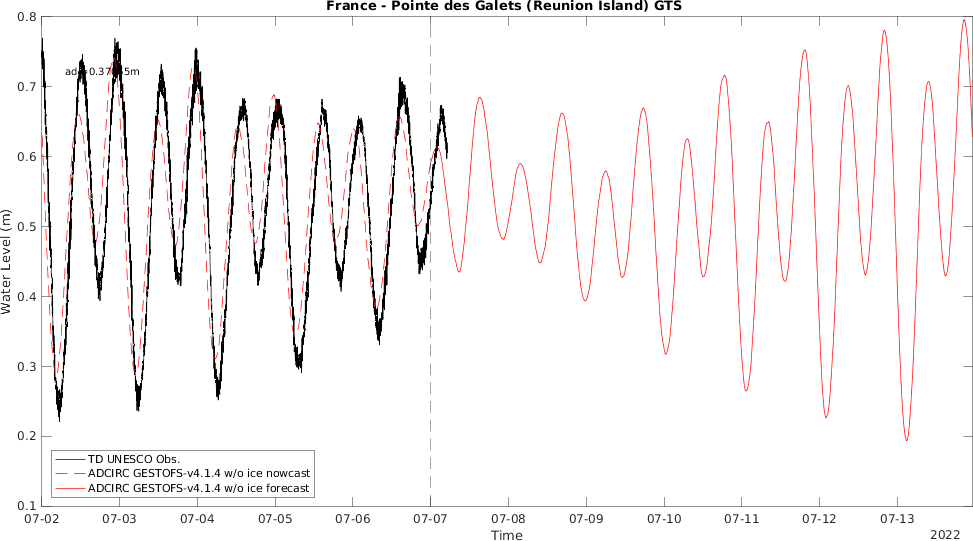 France - Pointe des Galets (Reunion Island) GTS
0.8
0.7
0.6
0.5
0.4
0.3
0.2
0.1
Water Level (m)
TD UNESCO Obs.
ADCIRC GESTOFS-v4.1.4 w/o ice nowcast
ADCIRC GESTOFS-v4.1.4 w/o ice forecast
07-02 07-03 07-04 07-05 07-06 07-07 07-08 07-09 07-10 07-11 07-12 07-13
Time
2022